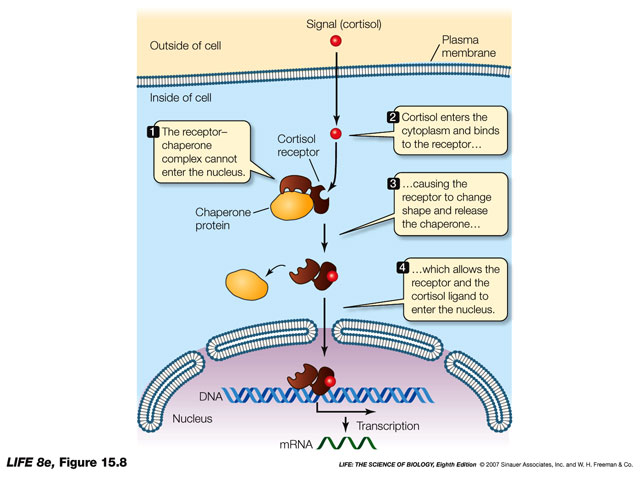 Signal (cortisol)
Outside of cell
Plasma
membrane
Inside of cell
1 The receptor–
chaperone
complex cannot
enter the nucleus.
Cortisol
receptor
2 Cortisol enters the
cytoplasm and binds
to the receptor…
3 …causing the
receptor to change
shape and release
the chaperone…
Chaperone
protein
4 …which allows the
receptor and the
cortisol ligand to
enter the nucleus.
DNA
Nucleus
Transcription
mRNA
LIFE 8e, Figure 15.8
LIFE: THE SCIENCE OF BIOLOGY, Eighth Edition © 2007 Sinauer Associates, Inc. and W. H. Freeman & Co.